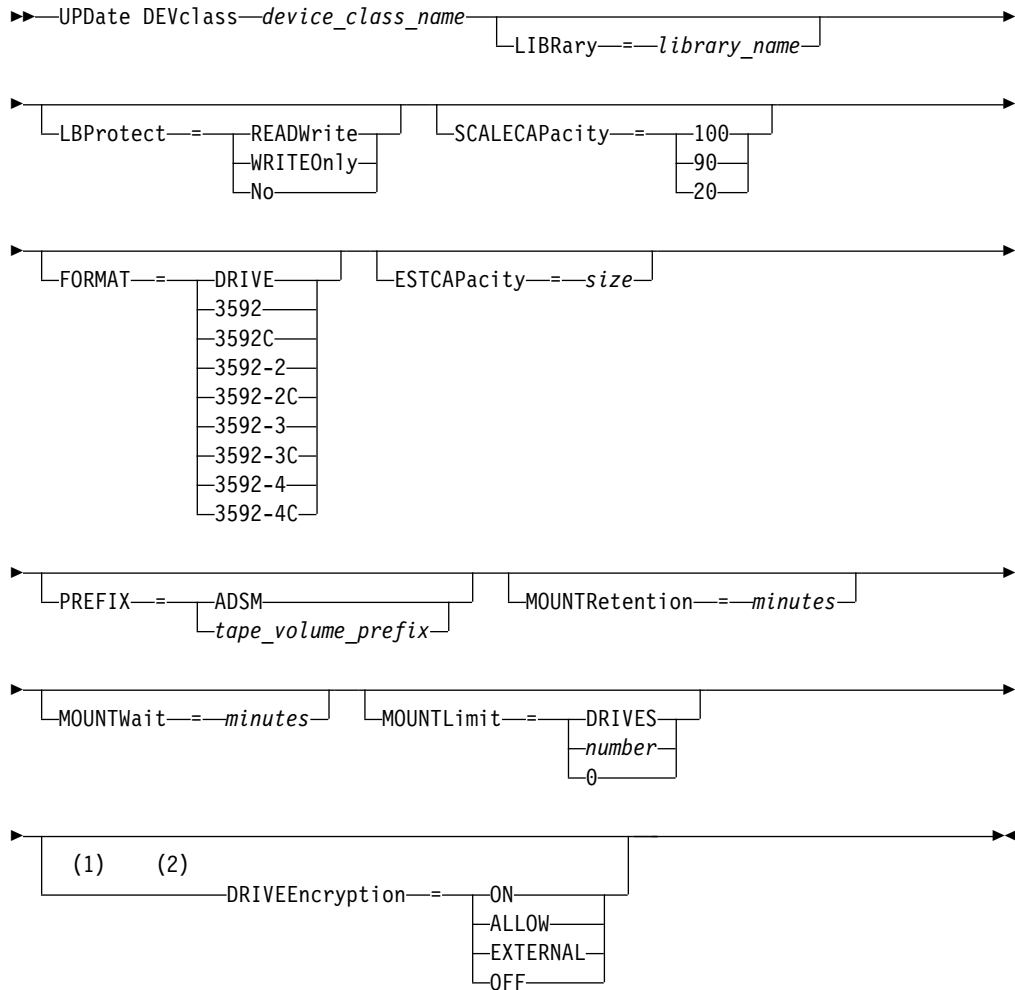 UPDate DEVclass device_class_name
LIBRary = library_name
LBProtect = READWrite
WRITEOnly
No
SCALECAPacity = 100
90
20
FORMAT = DRIVE
3592
3592C
3592-2
3592-2C
3592-3
3592-3C
3592-4
3592-4C
ESTCAPacity = size
PREFIX = ADSM
tape_volume_prefix
MOUNTRetention = minutes
MOUNTWait = minutes
MOUNTLimit = DRIVES
number
0
(1) (2)
DRIVEEncryption = ON
ALLOW
EXTERNAL
OFF